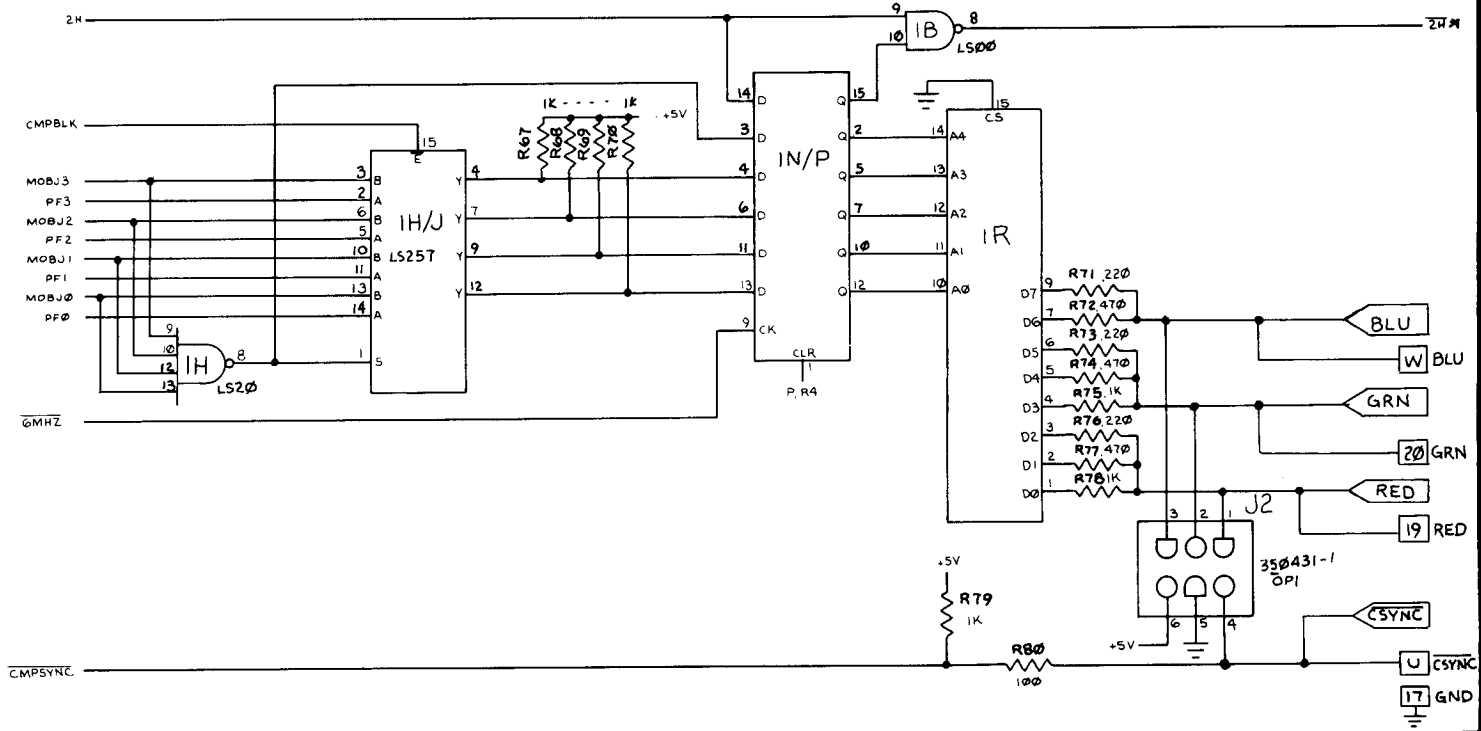 2H
9
10
1B
8
LS00
2H*
CMPBLK
15
E
1K - - - - 1K
+5V
R67
R68
R69
R70
MOBJ3
PF3
MOBJ2
PF2
MOBJ1
PF1
MOBJ0
PF0
3 B
2 A
6 B
5 A
10 B
11 A
13 B
14 A
1 S
1H/J
LS257
Y 4
Y 7
Y 9
Y 12
9
10
12
13
1H
8
LS20
6MHZ
14 D
3 D
4 D
6 D
11 D
13 D
9 CK
1N/P
Q 15
Q 2
Q 5
Q 7
Q 10
Q 12
CLR
1
P, R4
15
CS
14 A4
13 A3
12 A2
11 A1
10 A0
1R
D7 9
D6 7
D5 6
D4 5
D3 4
D2 3
D1 2
D0 1
R71, 220
R72, 470
R73, 220
R74, 470
R75, 1K
R76, 220
R77, 470
R78, 1K
BLU
W BLU
GRN
20 GRN
RED
19 RED
J2
3 2 1
6 5 4
350431-1
OP1
+5V
+5V
R79
1K
R80
100
CMPSYNC
CSYNC
U CSYNC
17 GND